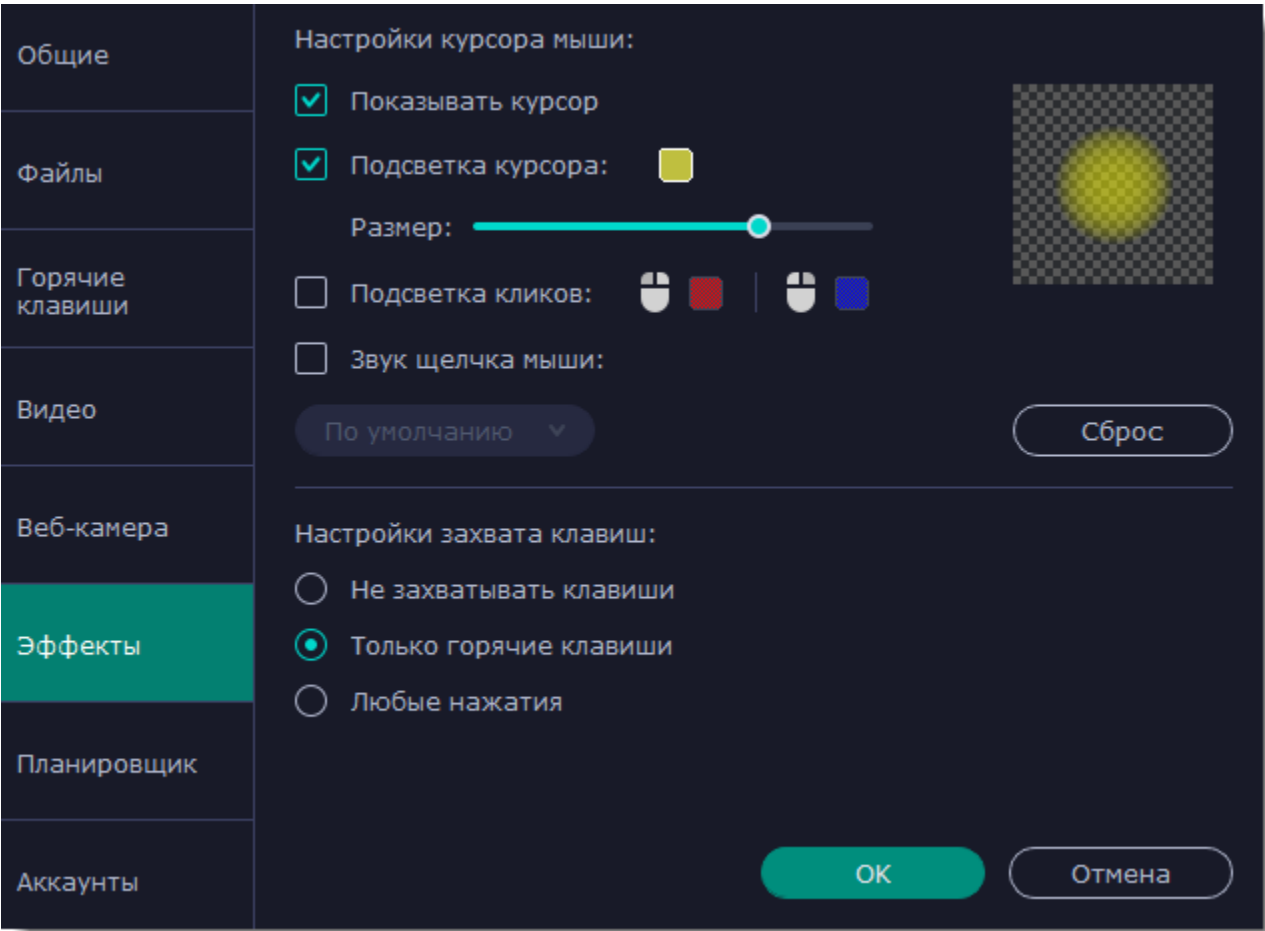 Общие
Файлы
Горячие
клавиши
Видео
Веб-камера
Эффекты
Планировщик
Аккаунты
Настройки курсора мыши:
Показывать курсор
Подсветка курсора:
Размер:
Подсветка кликов:
Звук щелчка мыши:
По умолчанию
Сброс
Настройки захвата клавиш:
Не захватывать клавиши
Только горячие клавиши
Любые нажатия
OK
Отмена